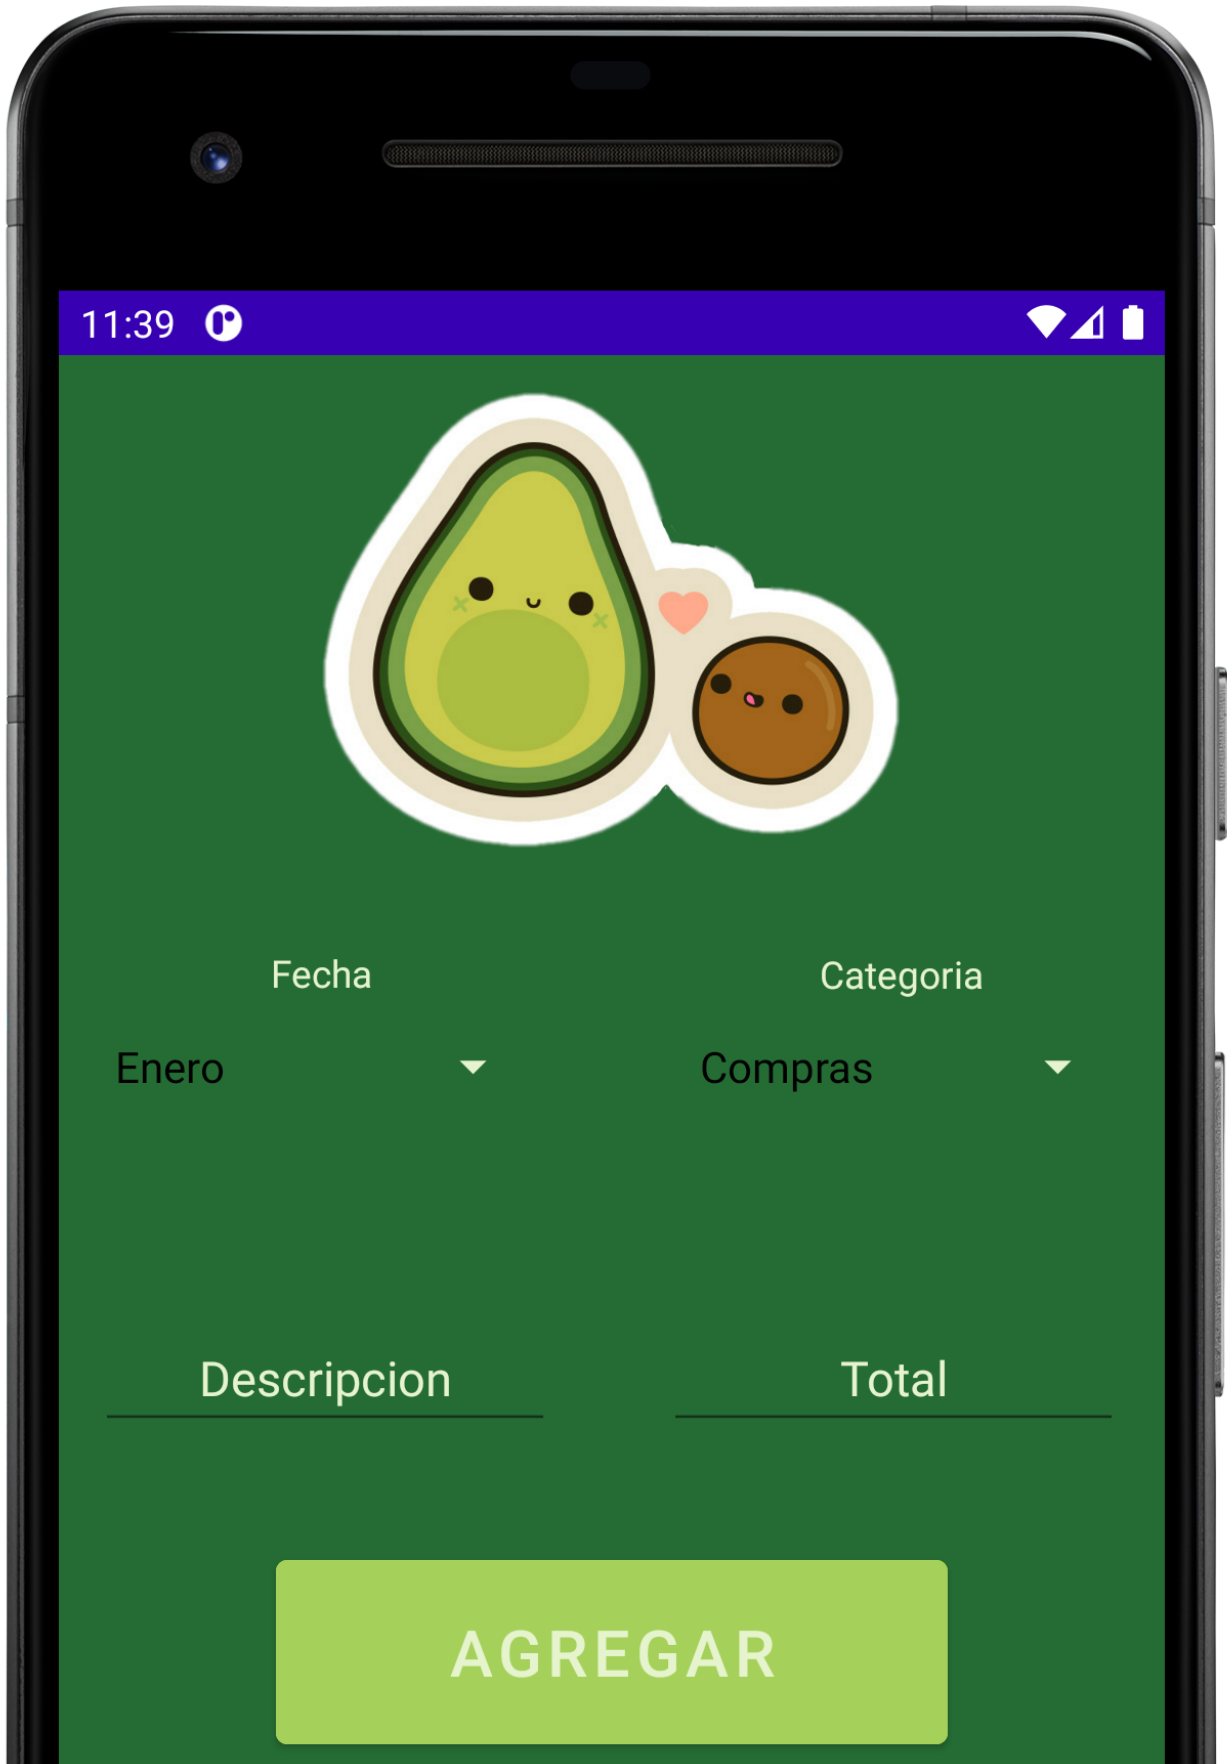 11:39
Fecha
Categoria
Enero
Compras
Descripcion
Total
AGREGAR